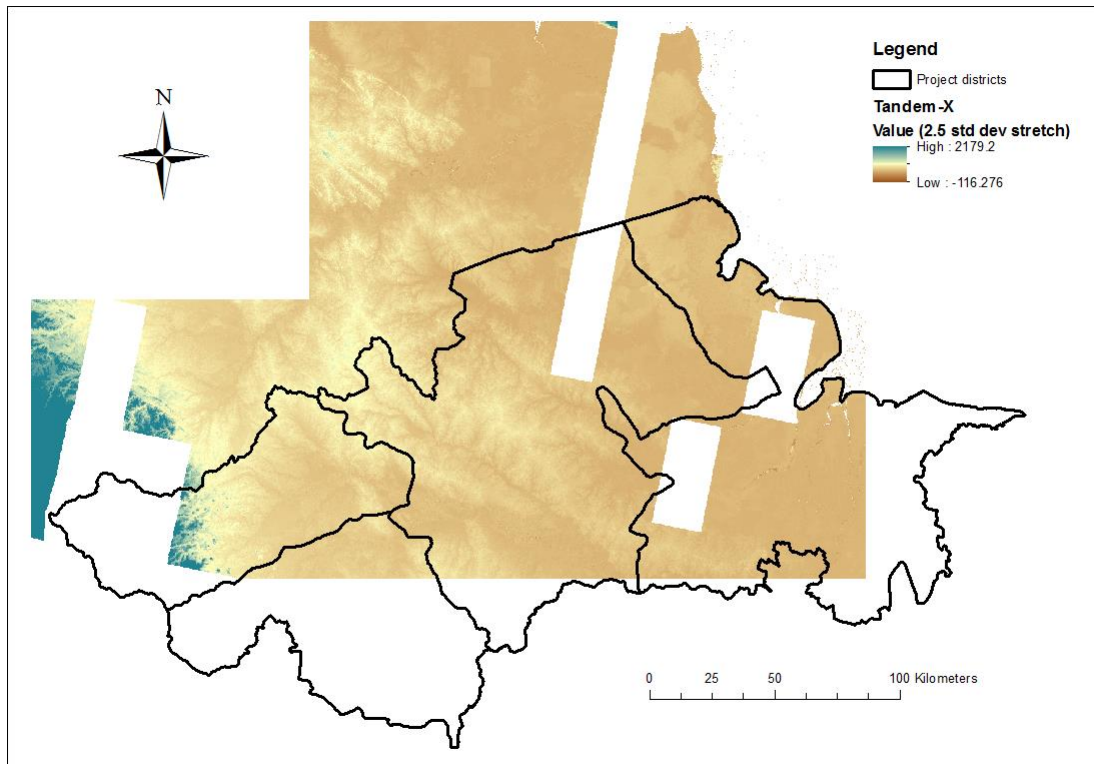 N
Legend
Project districts
Tandem-X
Value (2.5 std dev stretch)
High : 2179.2
Low : -116.276
0 25 50 100 Kilometers